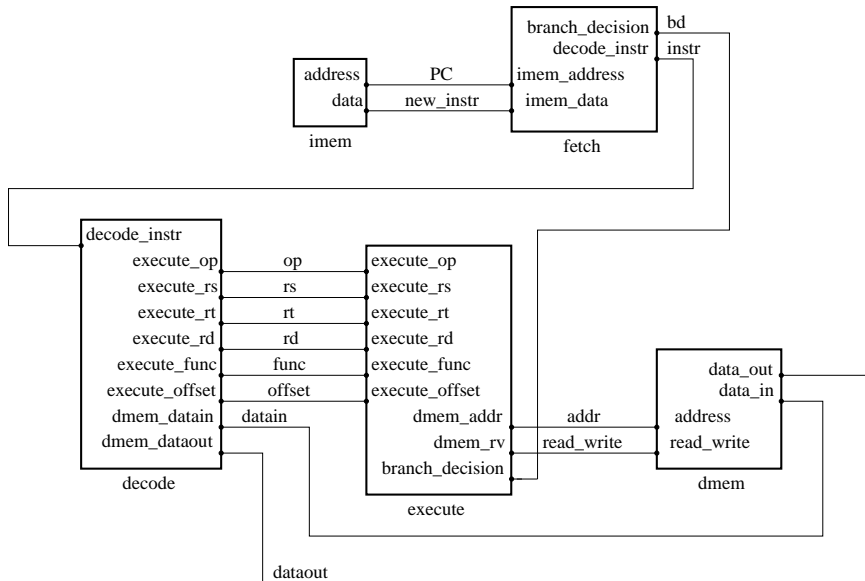 branch_decision
bd
decode_instr
instr
address
PC
imem_address
data
new_instr
imem_data
imem
fetch
decode_instr
execute_op
op
execute_op
execute_rs
rs
execute_rs
execute_rt
rt
execute_rt
execute_rd
rd
execute_rd
execute_func
func
execute_func
execute_offset
offset
execute_offset
dmem_datain
datain
dmem_dataout
decode
dmem_addr
addr
dmem_rv
read_write
branch_decision
execute
data_out
data_in
address
read_write
dmem
dataout